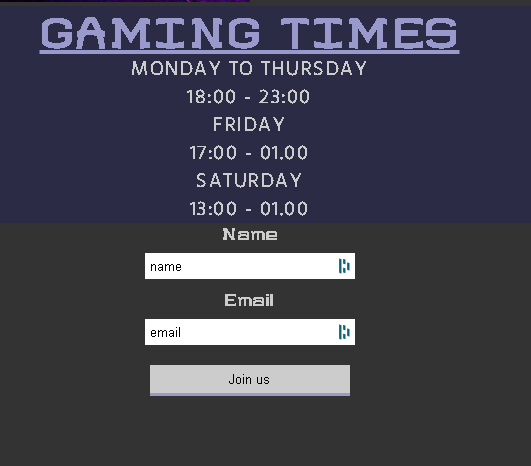 GAMING TIMES
MONDAY TO THURSDAY
18:00 - 23:00
FRIDAY
17:00 - 01.00
SATURDAY
13:00 - 01.00
Name
name
Email
email
Join us